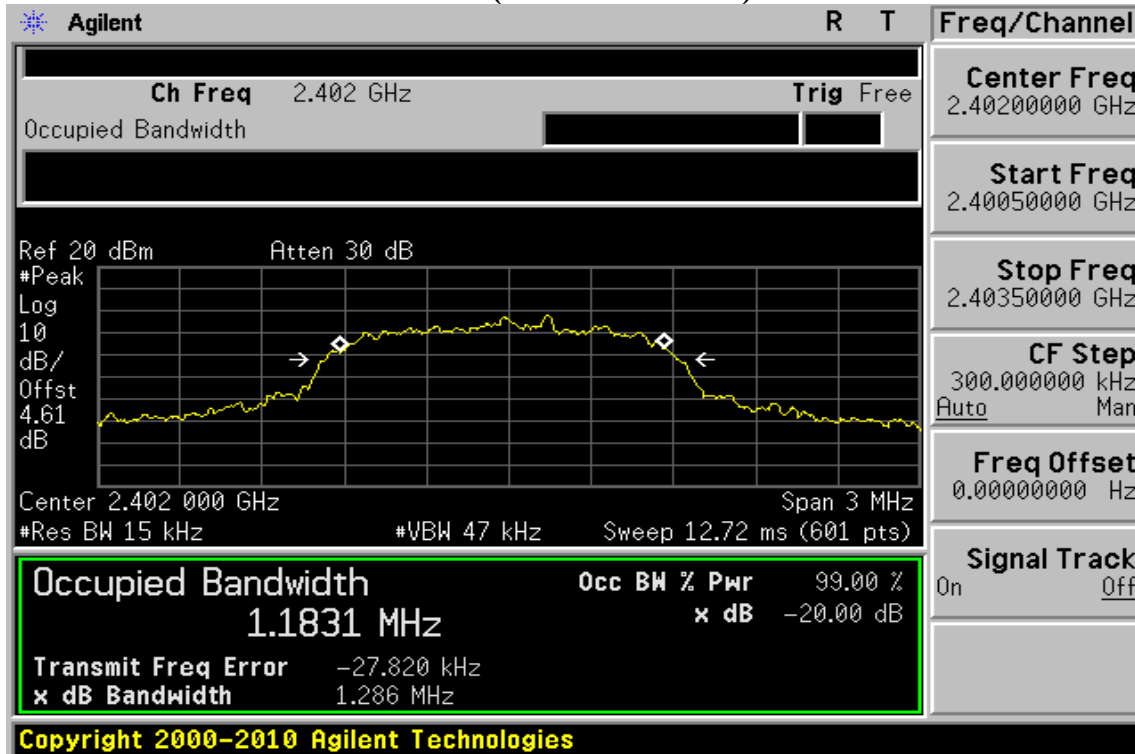 Agilent R T
Freq/Channel
Ch Freq 2.402 GHz Trig Free
Occupied Bandwidth
Center Freq
2.40200000 GHz
Start Freq
2.40050000 GHz
Stop Freq
2.40350000 GHz
CF Step
300.000000 kHz
Auto Man
Freq Offset
0.00000000 Hz
Signal Track
On Off
Ref 20 dBm Atten 30 dB
#Peak
Log
10
dB/
Offst
4.61
dB
Center 2.402 000 GHz Span 3 MHz
#Res BW 15 kHz #VBW 47 kHz Sweep 12.72 ms (601 pts)
Occupied Bandwidth Occ BW % Pwr 99.00 %
1.1831 MHz x dB -20.00 dB
Transmit Freq Error -27.820 kHz
x dB Bandwidth 1.286 MHz
Copyright 2000-2010 Agilent Technologies